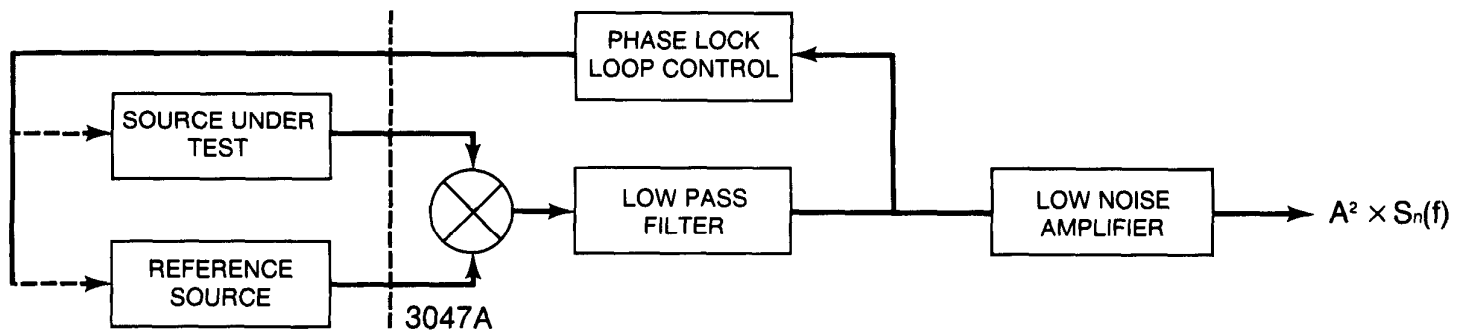 PHASE LOCK
LOOP CONTROL
SOURCE UNDER
TEST
LOW PASS
FILTER
LOW NOISE
AMPLIFIER
A² × Sₙ(f)
REFERENCE
SOURCE
3047A